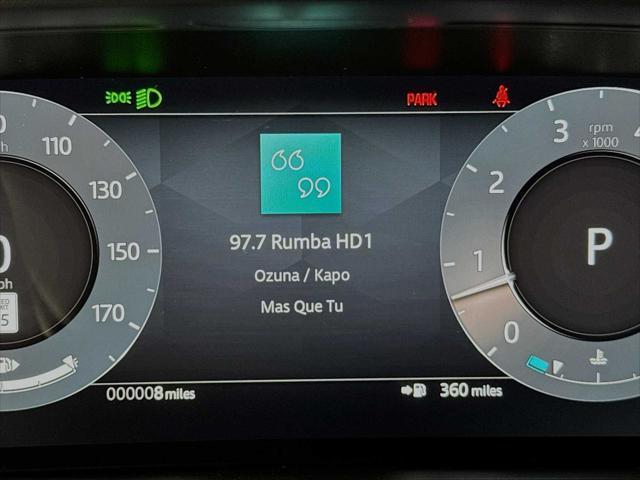 PARK
110
130
150
170
97.7 Rumba HD1
Ozuna / Kapo
Mas Que Tu
3
rpm
x 1000
2
1
0
P
000008 miles
360 miles